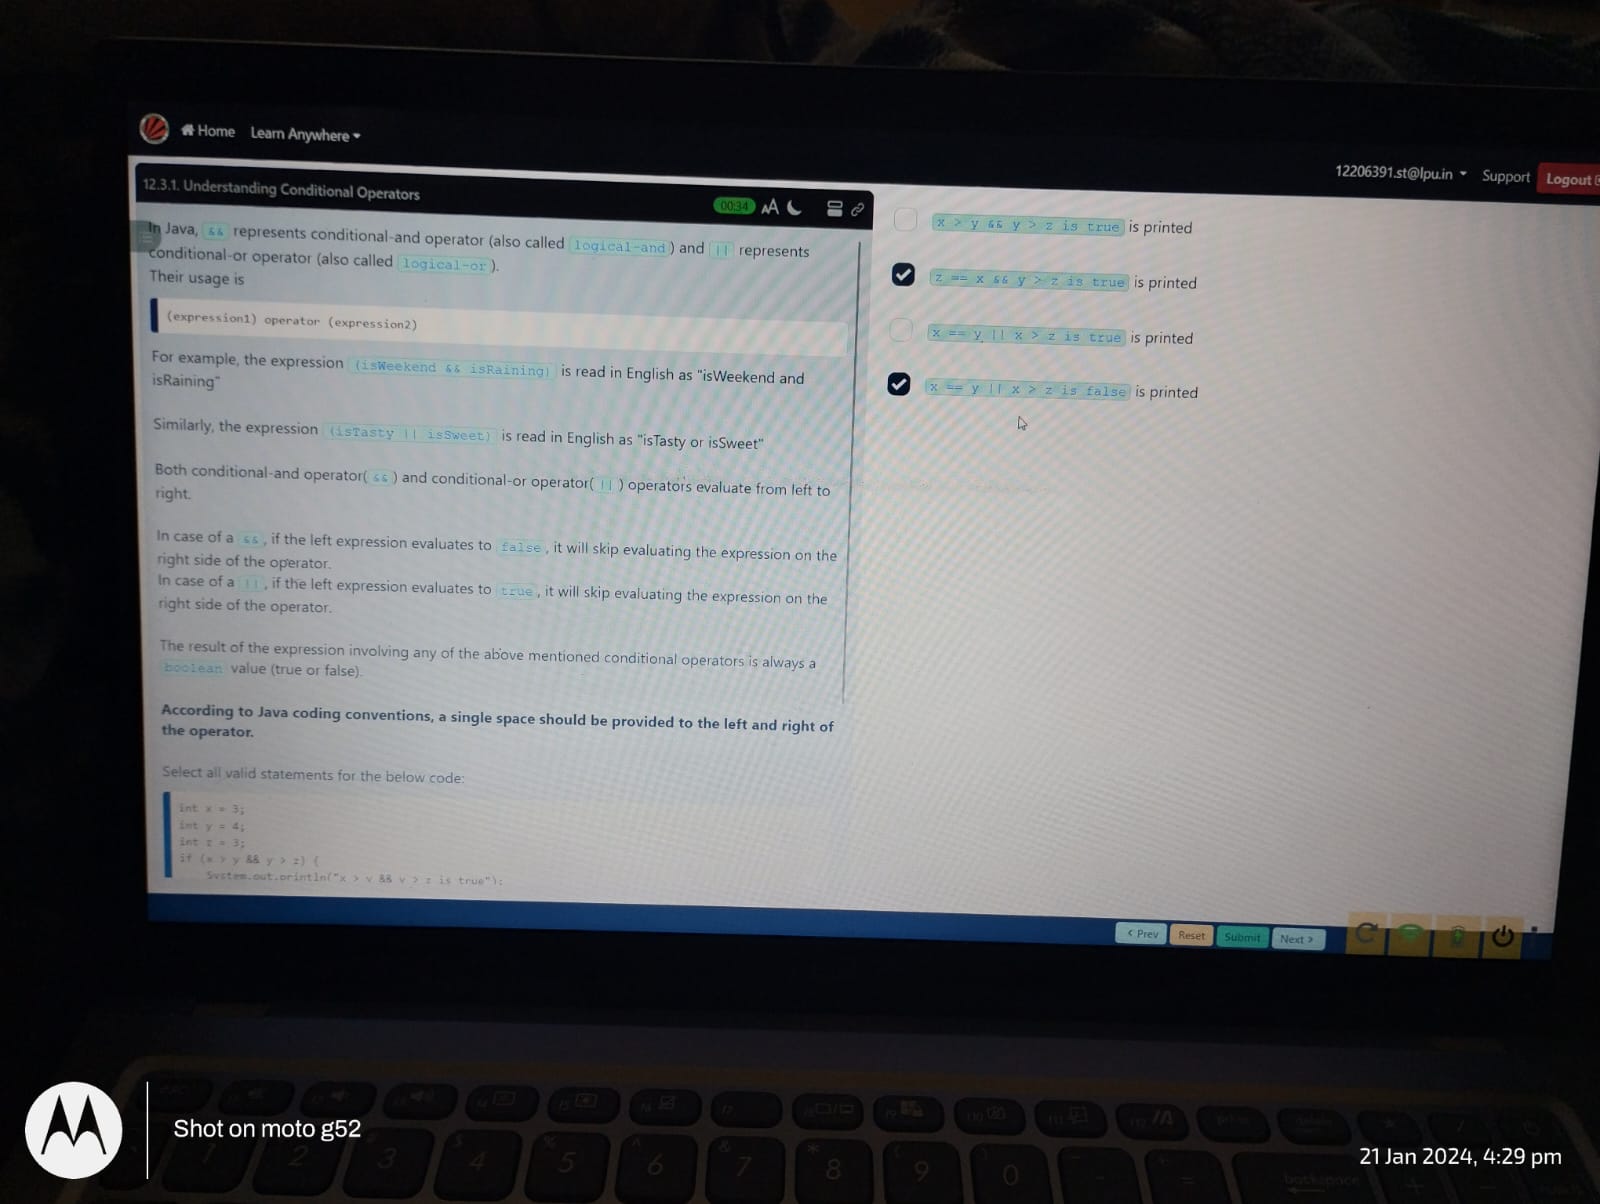 Home Learn Anywhere
12206391.st@lpu.in Support Logout
12.3.1. Understanding Conditional Operators
00:34
In Java, && represents conditional-and operator (also called logical-and) and || represents
conditional-or operator (also called logical-or).
Their usage is
(expression1) operator (expression2)
For example, the expression (isWeekend && isRaining) is read in English as "isWeekend and
isRaining"
Similarly, the expression (isTasty || isSweet) is read in English as "isTasty or isSweet"
Both conditional-and operator(&&) and conditional-or operator(||) operators evaluate from left to
right.
In case of a &&, if the left expression evaluates to false, it will skip evaluating the expression on the
right side of the operator.
In case of a ||, if the left expression evaluates to true, it will skip evaluating the expression on the
right side of the operator.
The result of the expression involving any of the above mentioned conditional operators is always a
boolean value (true or false).
According to Java coding conventions, a single space should be provided to the left and right of
the operator.
Select all valid statements for the below code:
int x = 3;
int y = 4;
int z = 3;
if (x > y && y > z) {
System.out.println("x > y && y > z is true");
x > y && y > z is true is printed
z == x && y > z is true is printed
x == y || x > z is true is printed
x == y || x > z is false is printed
< Prev Reset Submit Next >
1 2 3 4 5 6 7 8 9 0
backspace
Shot on moto g52
21 Jan 2024, 4:29 pm